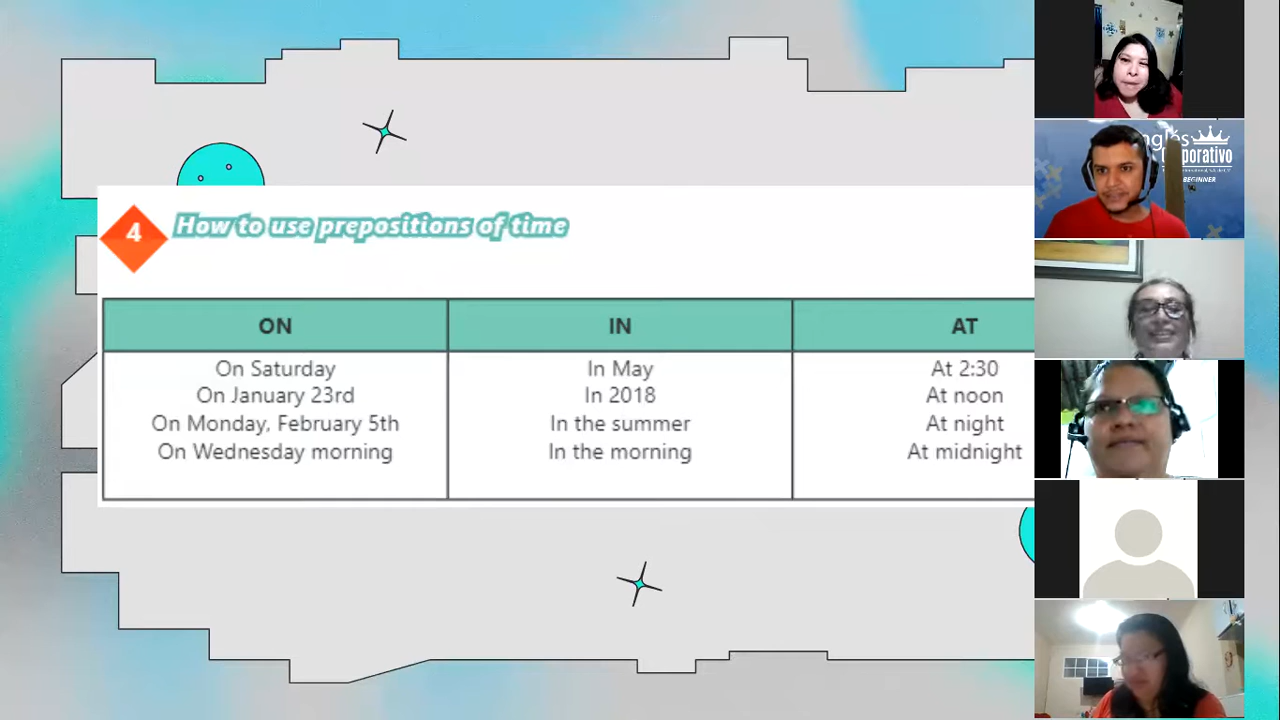 4
How to use prepositions of time
ON IN AT
On Saturday In May At 2:30
On January 23rd In 2018 At noon
On Monday, February 5th In the summer At night
On Wednesday morning In the morning At midnight
BEGINNER